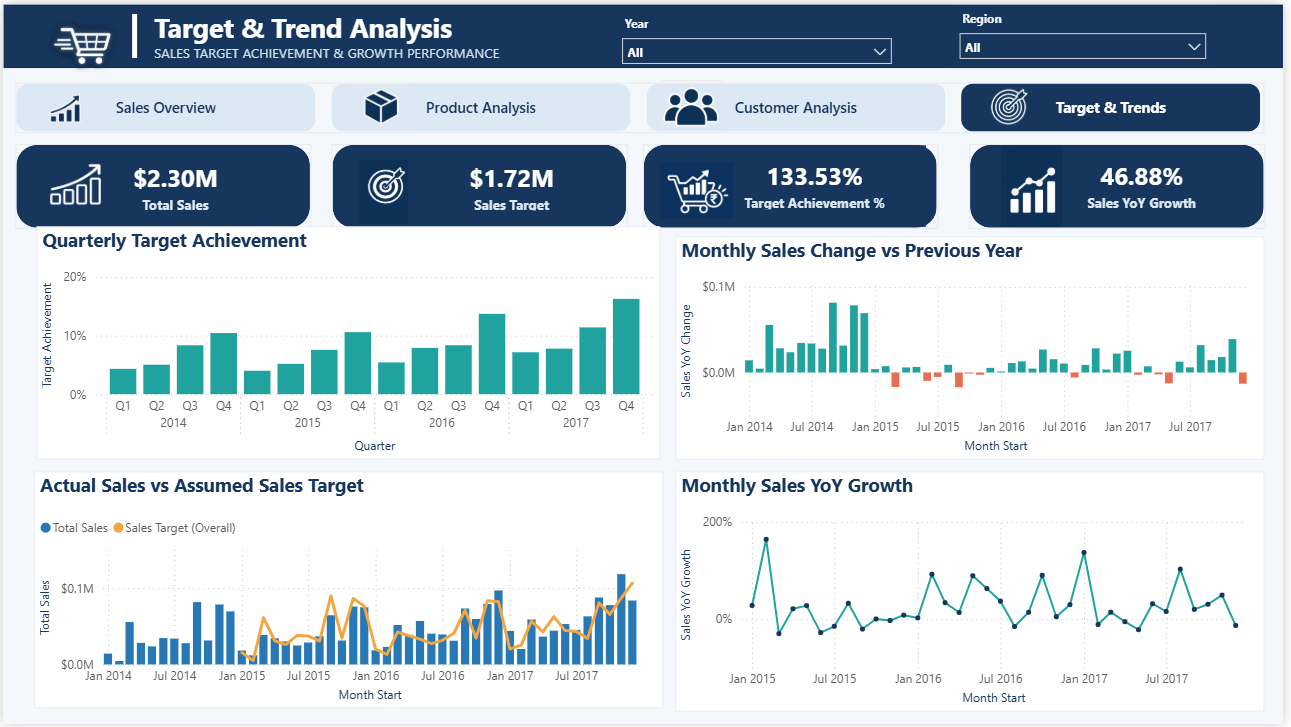 Target & Trend Analysis
SALES TARGET ACHIEVEMENT & GROWTH PERFORMANCE
Year
All
Region
All
Sales Overview
Product Analysis
Customer Analysis
Target & Trends
$2.30M
Total Sales
$1.72M
Sales Target
₹
133.53%
Target Achievement %
46.88%
Sales YoY Growth
Quarterly Target Achievement
Target Achievement
20%
10%
0%
Q1 Q2 Q3 Q4 Q1 Q2 Q3 Q4 Q1 Q2 Q3 Q4 Q1 Q2 Q3 Q4
2014 2015 2016 2017
Quarter
Monthly Sales Change vs Previous Year
Sales YoY Change
$0.1M
$0.0M
Jan 2014 Jul 2014 Jan 2015 Jul 2015 Jan 2016 Jul 2016 Jan 2017 Jul 2017
Month Start
Actual Sales vs Assumed Sales Target
Total Sales Sales Target (Overall)
Total Sales
$0.1M
$0.0M
Jan 2014 Jul 2014 Jan 2015 Jul 2015 Jan 2016 Jul 2016 Jan 2017 Jul 2017
Month Start
Monthly Sales YoY Growth
Sales YoY Growth
200%
0%
Jan 2015 Jul 2015 Jan 2016 Jul 2016 Jan 2017 Jul 2017
Month Start